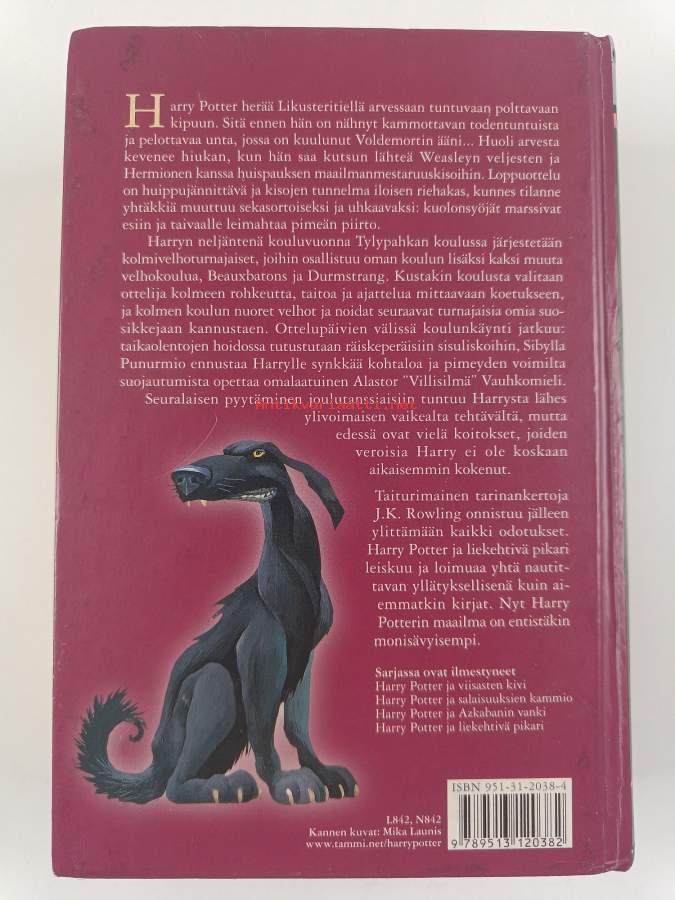 Harry Potter herää Likusteritiellä arvessaan tuntuvaan polttavaan
kipuun. Sitä ennen hän on nähnyt kammottavan todentuntuista
ja pelottavaa unta, jossa on kuulunut Voldemortin ääni... Huoli arvesta
kevenee hiukan, kun hän saa kutsun lähteä Weasleyn veljesten ja
Hermionen kanssa huispauksen maailmanmestaruuskisoihin. Loppuottelu
on huippujännittävä ja kisojen tunnelma iloisen riehakas, kunnes tilanne
yhtäkkiä muuttuu sekasortoiseksi ja uhkaavaksi: kuolonsyöjät marssivat
esiin ja taivaalle leimahtaa pimeän piirto.
Harryn neljäntenä kouluvuonna Tylypahkan koulussa järjestetään
kolmivelhoturnajaiset, joihin osallistuu oman koulun lisäksi kaksi muuta
velhokoulua, Beauxbatons ja Durmstrang. Kustakin koulusta valitaan
ottelija kolmeen rohkeutta, taitoa ja ajattelua mittaavaan koetukseen,
ja kolmen koulun nuoret velhot ja noidat seuraavat turnajaisia omia suo-
sikkejaan kannustaen. Ottelupäivien välissä koulunkäynti jatkuu:
taikaolentojen hoidossa tutustutaan räiskeperäisiin sisuliskoihin, Sibylla
Punurmio ennustaa Harrylle synkkää kohtaloa ja pimeyden voimilta
suojautumista opettaa omalaatuinen Alastor "Villisilmä" Vauhkomieli.
Seuralaisen pyytäminen joulutanssiaisiin tuntuu Harrysta lähes
Antikvariaatti.net
ylivoimaisen vaikealta tehtävältä, mutta
edessä ovat vielä koitokset, joiden
veroisia Harry ei ole koskaan
aikaisemmin kokenut.
Taiturimainen tarinankertoja
J.K. Rowling onnistuu jälleen
ylittämään kaikki odotukset.
Harry Potter ja liekehtivä pikari
leiskuu ja loimuaa yhtä nautit-
tavan yllätyksellisenä kuin ai-
emmatkin kirjat. Nyt Harry
Potterin maailma on entistäkin
monisävyisempi.
Sarjassa ovat ilmestyneet
Harry Potter ja viisasten kivi
Harry Potter ja salaisuuksien kammio
Harry Potter ja Azkabanin vanki
Harry Potter ja liekehtivä pikari
ISBN 951-31-2038-4
L842, N842
Kannen kuvat: Mika Launis
www.tammi.net/harrypotter
9 789513 120382